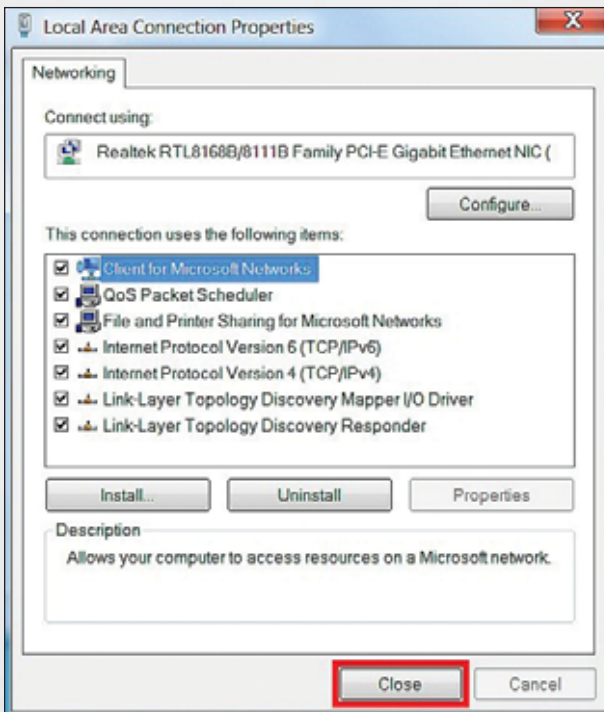 Local Area Connection Properties
Networking
Connect using:
Realtek RTL8168B/8111B Family PCI-E Gigabit Ethernet NIC (
Configure...
This connection uses the following items:
Client for Microsoft Networks
QoS Packet Scheduler
File and Printer Sharing for Microsoft Networks
Internet Protocol Version 6 (TCP/IPv6)
Internet Protocol Version 4 (TCP/IPv4)
Link-Layer Topology Discovery Mapper I/O Driver
Link-Layer Topology Discovery Responder
Install... Uninstall Properties
Description
Allows your computer to access resources on a Microsoft network.
Close Cancel